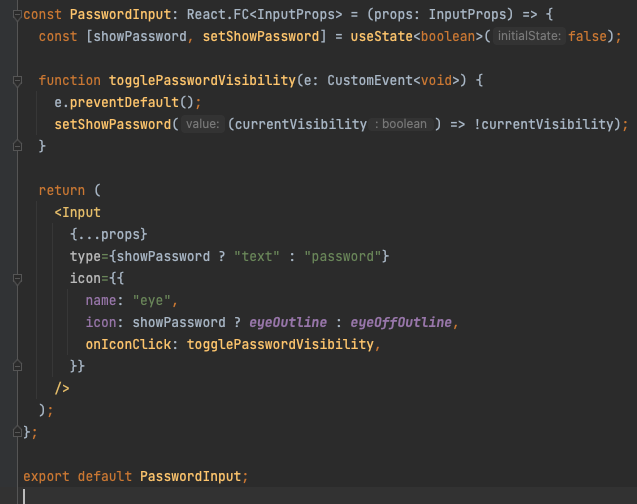 const PasswordInput: React.FC<InputProps> = (props: InputProps) => {
const [showPassword, setShowPassword] = useState<boolean>( initialState: false);
function togglePasswordVisibility(e: CustomEvent<void>) {
e.preventDefault();
setShowPassword( value: (currentVisibility : boolean ) => !currentVisibility);
}
return (
<Input
{...props}
type={showPassword ? "text" : "password"}
icon={{
name: "eye",
icon: showPassword ? eyeOutline : eyeOffOutline,
onIconClick: togglePasswordVisibility,
}}
/>
);
};
export default PasswordInput;